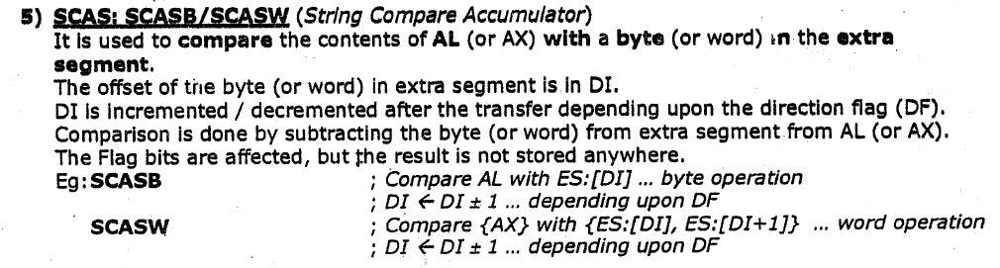 5) SCAS: SCASB/SCASW (String Compare Accumulator)
It is used to compare the contents of AL (or AX) with a byte (or word) in the extra
segment.
The offset of the byte (or word) in extra segment is in DI.
DI is incremented / decremented after the transfer depending upon the direction flag (DF).
Comparison is done by subtracting the byte (or word) from extra segment from AL (or AX).
The Flag bits are affected, but the result is not stored anywhere.
Eg: SCASB ; Compare AL with ES:[DI] ... byte operation
; DI ← DI ± 1 ... depending upon DF
SCASW ; Compare {AX} with {ES:[DI], ES:[DI+1]} ... word operation
; DI ← DI ± 1 ... depending upon DF